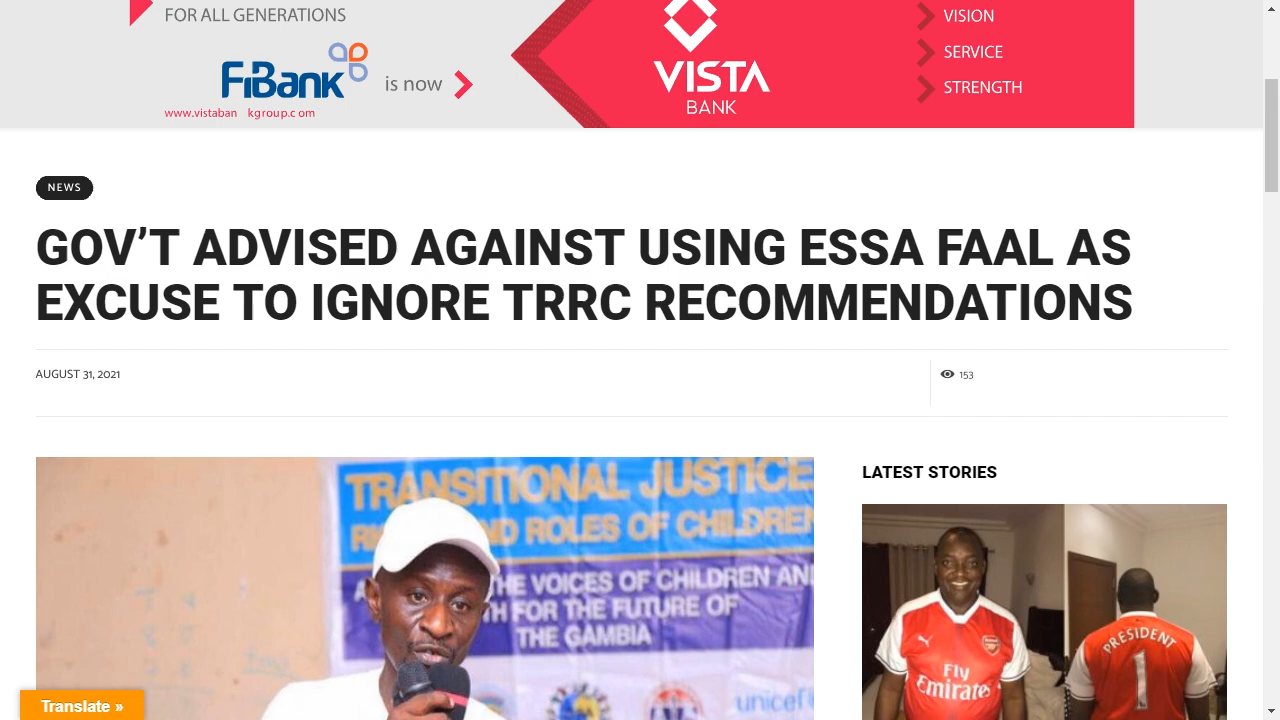 FOR ALL GENERATIONS
FiBank is now
www.vistaban kgroup.c om
VISTA
BANK
VISION
SERVICE
STRENGTH
NEWS
GOV’T ADVISED AGAINST USING ESSA FAAL AS
EXCUSE TO IGNORE TRRC RECOMMENDATIONS
AUGUST 31, 2021
153
TRANSITIONAL JUSTICE
AND ROLES OF CHILDREN
THE VOICES OF CHILDREN AN
FOR THE FUTURE OF
THE GAMBIA
unicef
LATEST STORIES
Fly
Emirates
PRESIDENT
1
Translate »